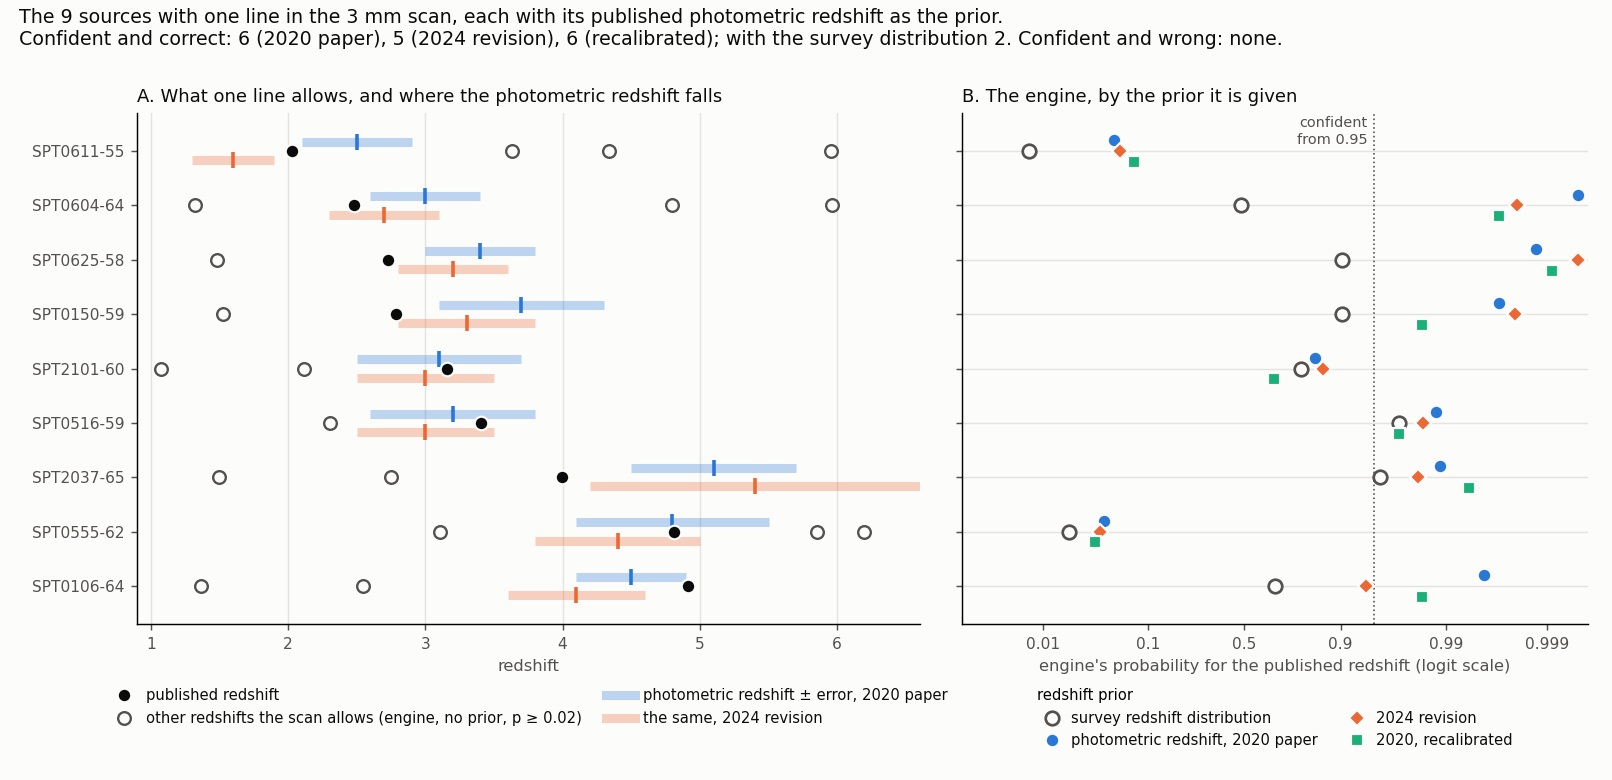 The 9 sources with one line in the 3 mm scan, each with its published photometric redshift as the prior.
Confident and correct: 6 (2020 paper), 5 (2024 revision), 6 (recalibrated); with the survey distribution 2. Confident and wrong: none.
A. What one line allows, and where the photometric redshift falls
SPT0611-55
SPT0604-64
SPT0625-58
SPT0150-59
SPT2101-60
SPT0516-59
SPT2037-65
SPT0555-62
SPT0106-64
1 2 3 4 5 6
redshift
published redshift
other redshifts the scan allows (engine, no prior, p ≥ 0.02)
photometric redshift ± error, 2020 paper
the same, 2024 revision
B. The engine, by the prior it is given
confident
from 0.95
0.01 0.1 0.5 0.9 0.99 0.999
engine's probability for the published redshift (logit scale)
redshift prior
survey redshift distribution
photometric redshift, 2020 paper
2024 revision
2020, recalibrated